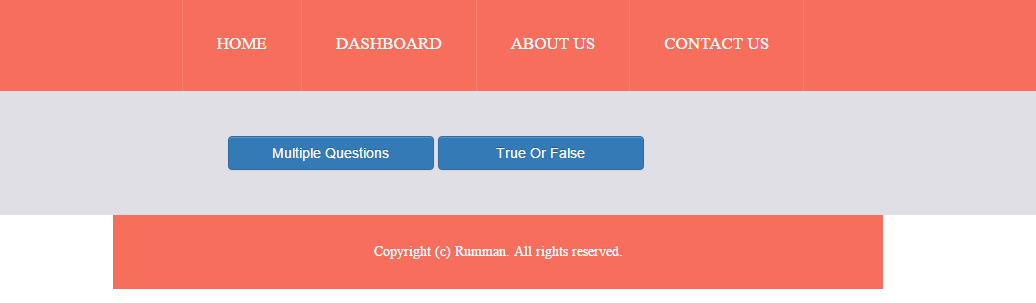 HOME DASHBOARD ABOUT US CONTACT US
Multiple Questions True Or False
Copyright (c) Rumman. All rights reserved.